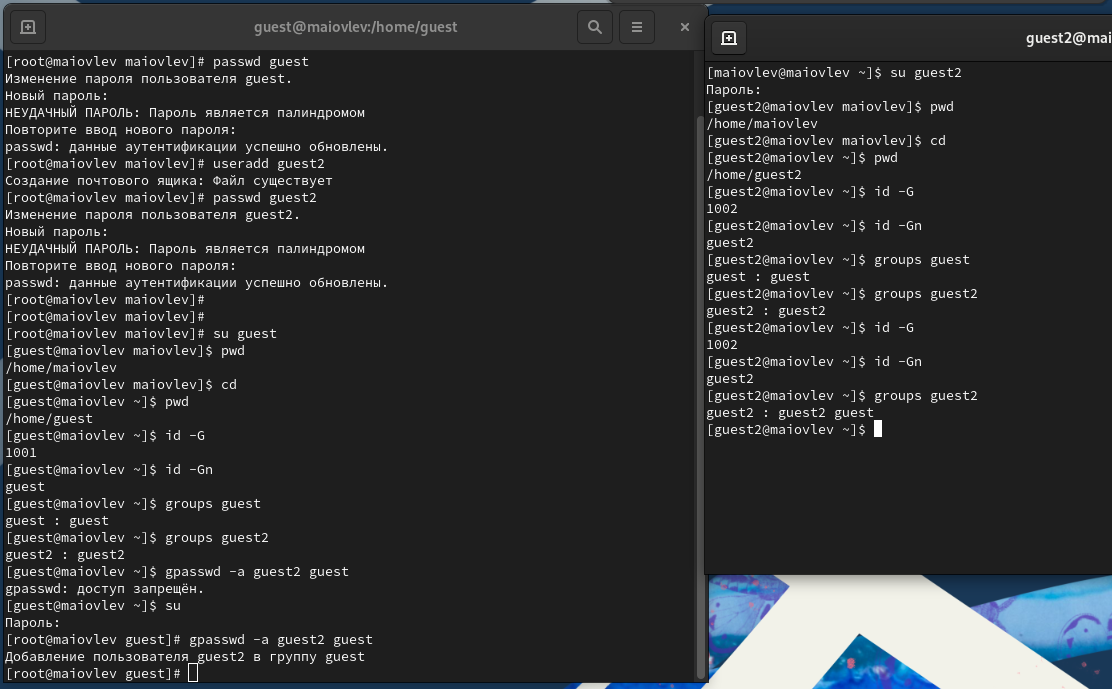 guest@maiovlev:/home/guest
[root@maiovlev maiovlev]# passwd guest
Изменение пароля пользователя guest.
Новый пароль:
НЕУДАЧНЫЙ ПАРОЛЬ: Пароль является палиндромом
Повторите ввод нового пароля:
passwd: данные аутентификации успешно обновлены.
[root@maiovlev maiovlev]# useradd guest2
Создание почтового ящика: Файл существует
[root@maiovlev maiovlev]# passwd guest2
Изменение пароля пользователя guest2.
Новый пароль:
НЕУДАЧНЫЙ ПАРОЛЬ: Пароль является палиндромом
Повторите ввод нового пароля:
passwd: данные аутентификации успешно обновлены.
[root@maiovlev maiovlev]#
[root@maiovlev maiovlev]#
[root@maiovlev maiovlev]# su guest
[guest@maiovlev maiovlev]$ pwd
/home/maiovlev
[guest@maiovlev maiovlev]$ cd
[guest@maiovlev ~]$ pwd
/home/guest
[guest@maiovlev ~]$ id -G
1001
[guest@maiovlev ~]$ id -Gn
guest
[guest@maiovlev ~]$ groups guest
guest : guest
[guest@maiovlev ~]$ groups guest2
guest2 : guest2
[guest@maiovlev ~]$ gpasswd -a guest2 guest
gpasswd: доступ запрещён.
[guest@maiovlev ~]$ su
Пароль:
[root@maiovlev guest]# gpasswd -a guest2 guest
Добавление пользователя guest2 в группу guest
[root@maiovlev guest]#
guest2@mai
[maiovlev@maiovlev ~]$ su guest2
Пароль:
[guest2@maiovlev maiovlev]$ pwd
/home/maiovlev
[guest2@maiovlev maiovlev]$ cd
[guest2@maiovlev ~]$ pwd
/home/guest2
[guest2@maiovlev ~]$ id -G
1002
[guest2@maiovlev ~]$ id -Gn
guest2
[guest2@maiovlev ~]$ groups guest
guest : guest
[guest2@maiovlev ~]$ groups guest2
guest2 : guest2
[guest2@maiovlev ~]$ id -G
1002
[guest2@maiovlev ~]$ id -Gn
guest2
[guest2@maiovlev ~]$ groups guest2
guest2 : guest2 guest
[guest2@maiovlev ~]$